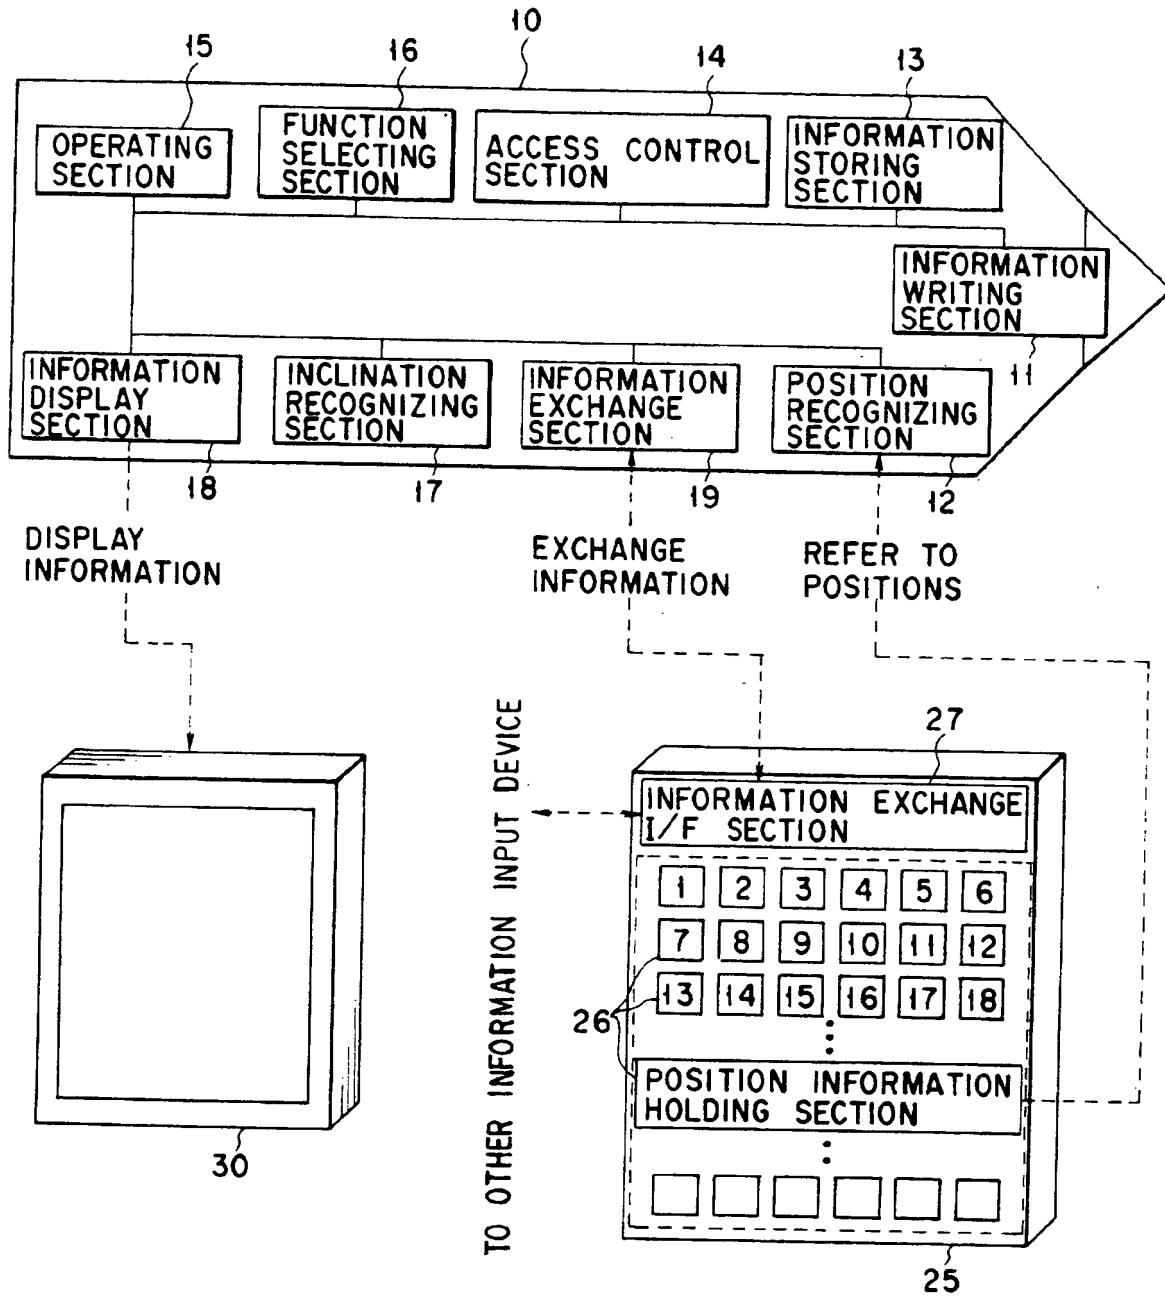 10
15
16
14
13
OPERATING
SECTION
FUNCTION
SELECTING
SECTION
ACCESS CONTROL
SECTION
INFORMATION
STORING
SECTION
INFORMATION
WRITING
SECTION
11
INFORMATION
DISPLAY
SECTION
INCLINATION
RECOGNIZING
SECTION
INFORMATION
EXCHANGE
SECTION
POSITION
RECOGNIZING
SECTION
18
17
19
12
DISPLAY
INFORMATION
EXCHANGE
INFORMATION
REFER TO
POSITIONS
TO OTHER INFORMATION INPUT DEVICE
27
INFORMATION EXCHANGE
I/F SECTION
1 2 3 4 5 6
7 8 9 10 11 12
13 14 15 16 17 18
26
POSITION INFORMATION
HOLDING SECTION
30
25